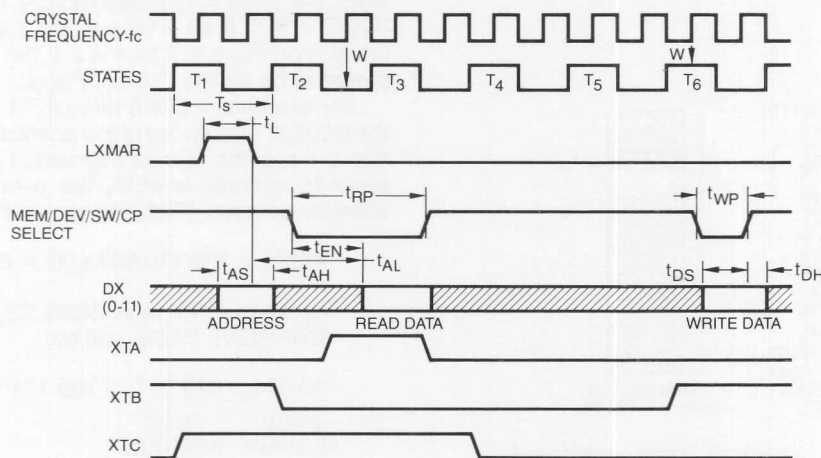 CRYSTAL
FREQUENCY-fc
W
W
STATES
T1
T2
T3
T4
T5
T6
Ts
tL
LXMAR
tRP
tWP
MEM/DEV/SW/CP
SELECT
tEN
tAL
tAS
tAH
tDS
tDH
DX
(0-11)
ADDRESS
READ DATA
WRITE DATA
XTA
XTB
XTC